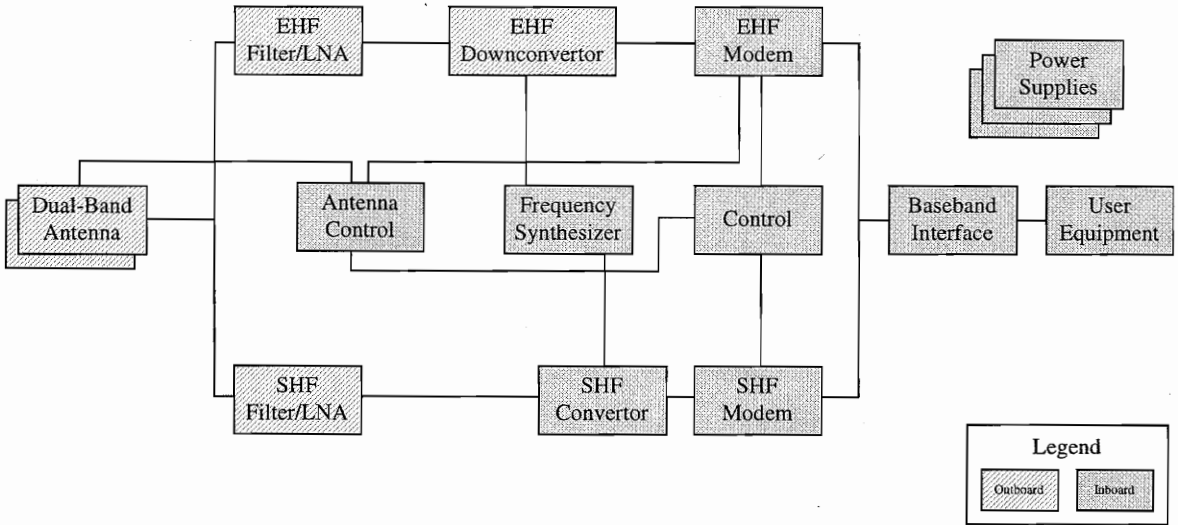 EHF
Filter/LNA
EHF
Downconvertor
EHF
Modem
Power
Supplies
Dual-Band
Antenna
Antenna
Control
Frequency
Synthesizer
Control
Baseband
Interface
User
Equipment
SHF
Filter/LNA
SHF
Convertor
SHF
Modem
Legend
Outboard
Inboard